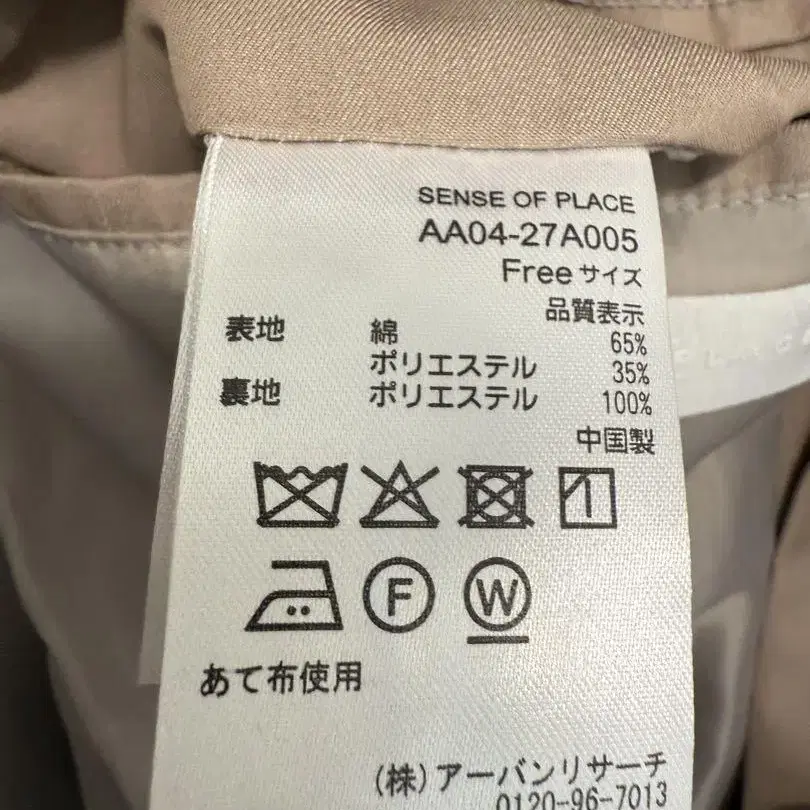 SENSE OF PLACE
AA04-27A005
Freeサイズ
品質表示
表地 綿 65%
ポリエステル 35%
裏地 ポリエステル 100%
中国製
F W
あて布使用
(株)アーバンリサーチ
0120-96-7013